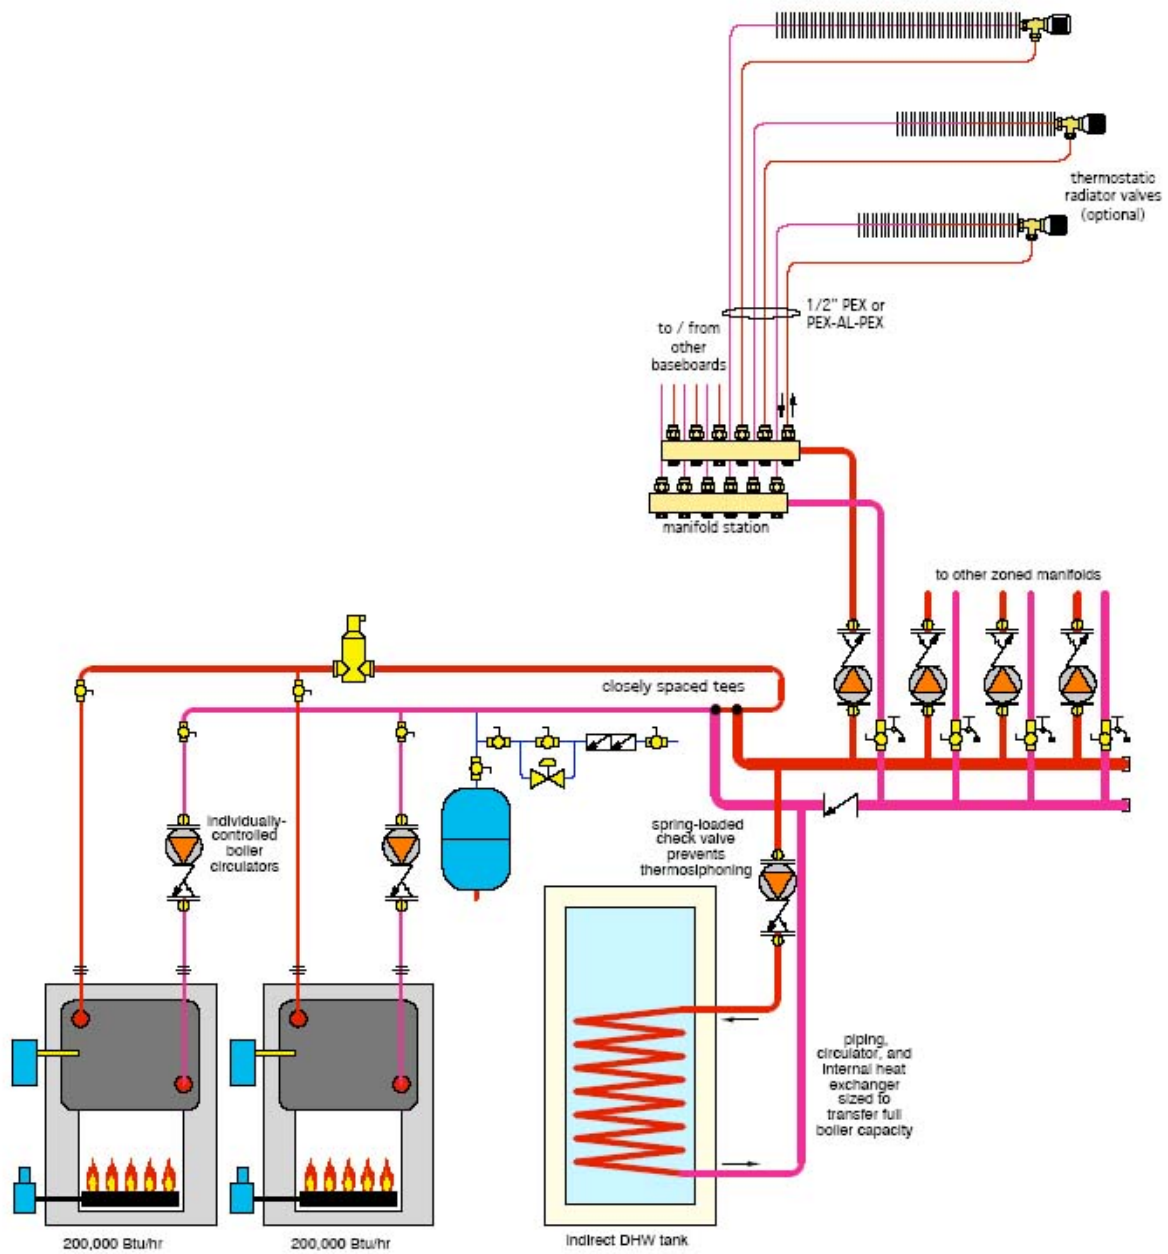 thermostatic
radiator valves
(optional)
1/2" PEX or
PEX-AL-PEX
to / from
other
baseboards
manifold station
to other zoned manifolds
closely spaced tees
individually-
controlled
boiler
circulators
spring-loaded
check valve
prevents
thermosiphoning
piping,
circulator, and
internal heat
exchanger
sized to
transfer full
boiler capacity
200,000 Btu/hr
200,000 Btu/hr
indirect DHW tank